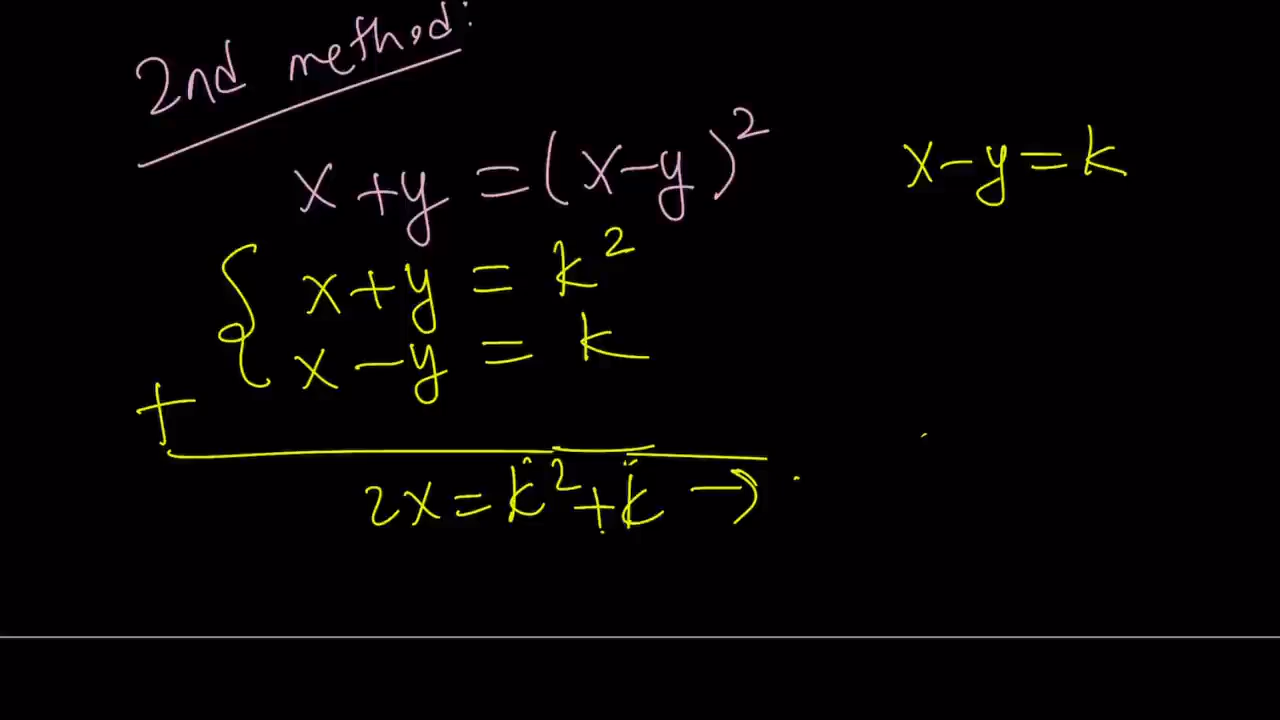 2nd method:
x+y=(x-y)²
x-y=k
x+y=k²
x-y=k
+
2x=k²+k→